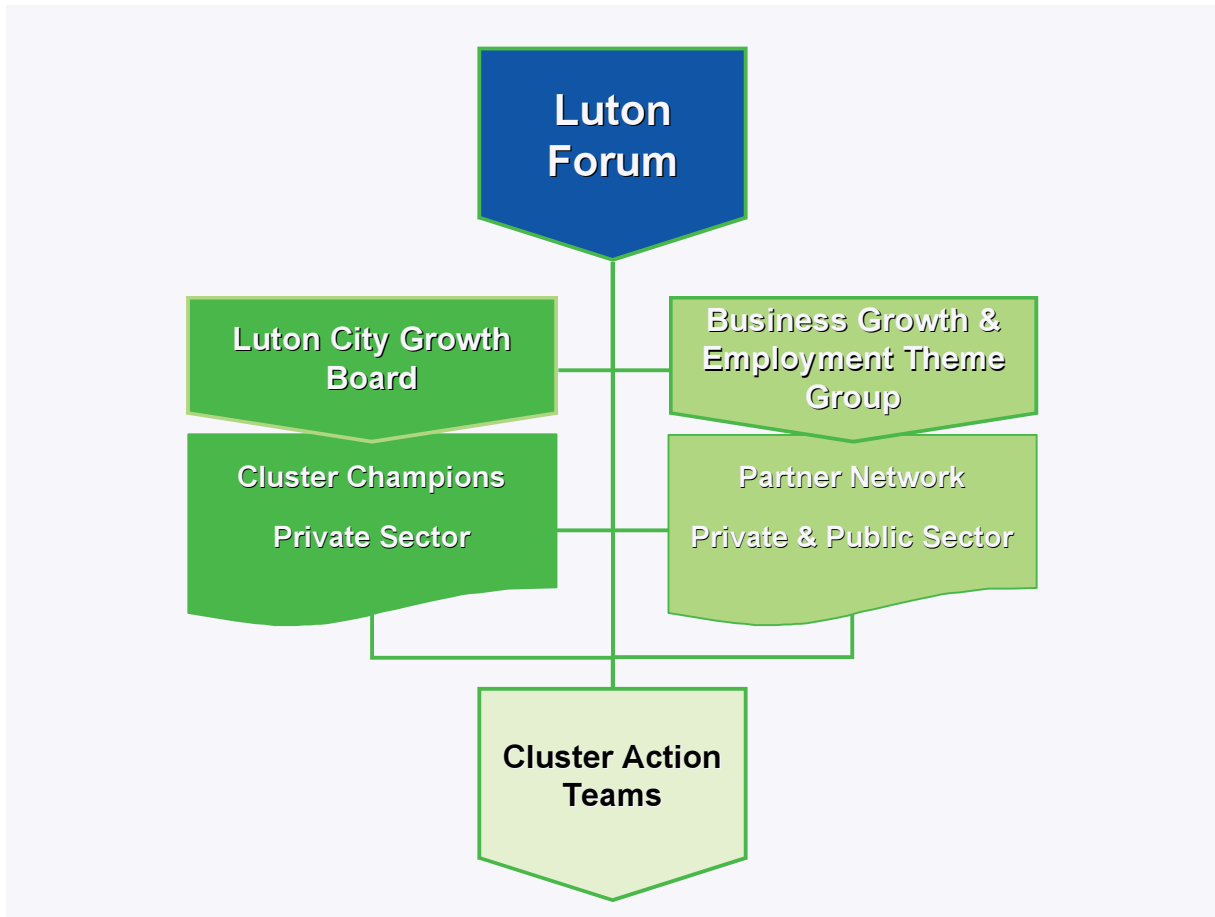 Luton
Forum
Luton City Growth
Board
Business Growth &
Employment Theme
Group
Cluster Champions
Private Sector
Partner Network
Private & Public Sector
Cluster Action
Teams